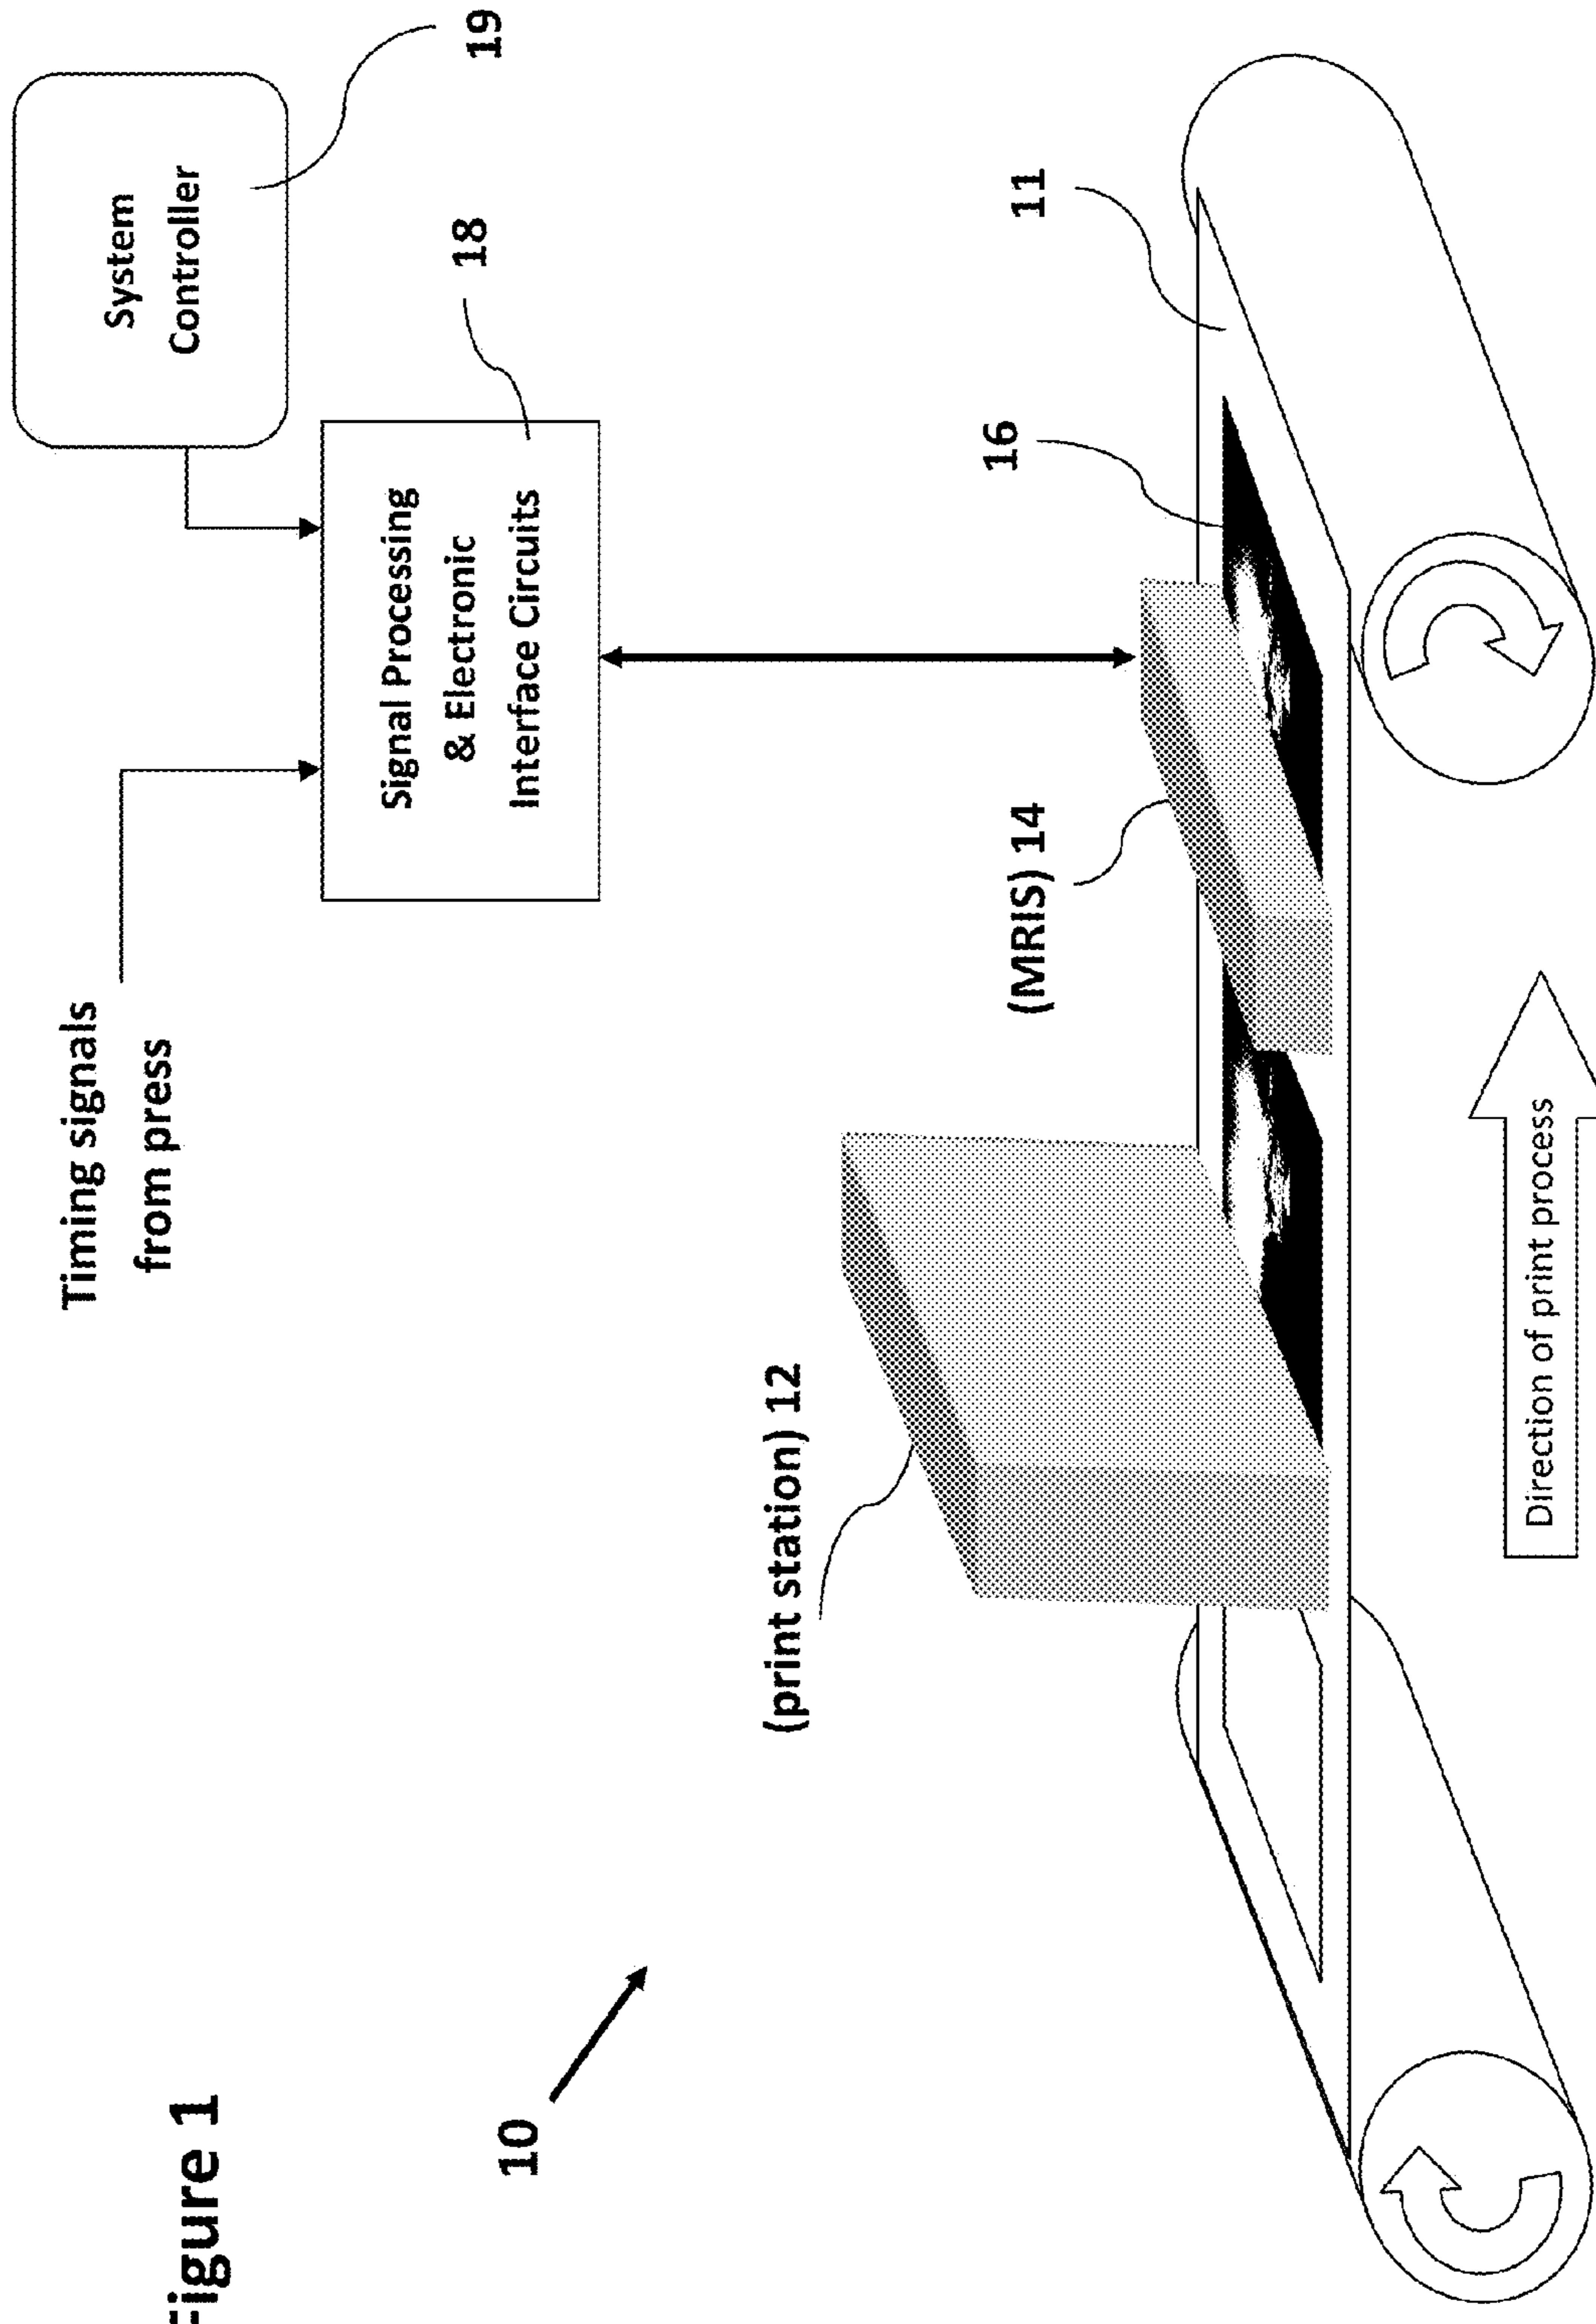 Figure 1
10
Timing signals
from press
System
Controller
19
Signal Processing
& Electronic
Interface Circuits
18
(print station) 12
(MRIS) 14
16
11
Direction of print process